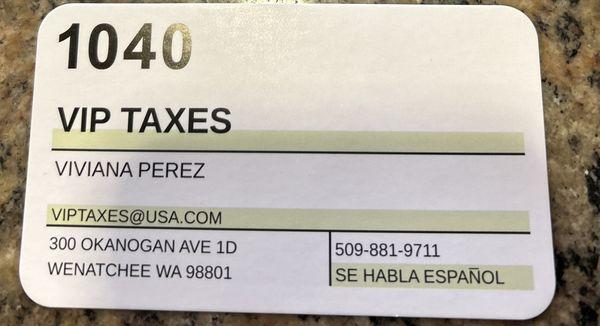 1040
VIP TAXES
VIVIANA PEREZ
VIPTAXES@USA.COM
300 OKANOGAN AVE 1D
WENATCHEE WA 98801
509-881-9711
SE HABLA ESPAÑOL